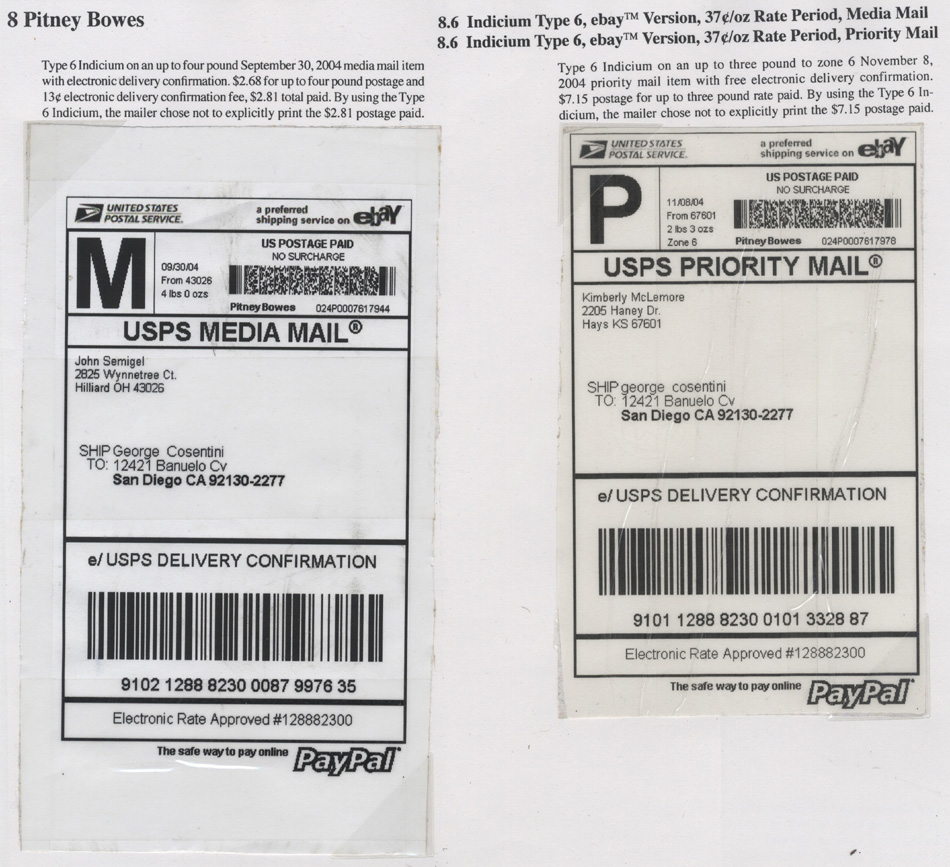 8 Pitney Bowes
8.6 Indicium Type 6, ebay™ Version, 37¢/oz Rate Period, Media Mail
8.6 Indicium Type 6, ebay™ Version, 37¢/oz Rate Period, Priority Mail
Type 6 Indicium on an up to four pound September 30, 2004 media mail item
with electronic delivery confirmation. $2.68 for up to four pound postage and
13¢ electronic delivery confirmation fee, $2.81 total paid. By using the Type
6 Indicium, the mailer chose not to explicitly print the $2.81 postage paid.
UNITED STATES
POSTAL SERVICE.
a preferred
shipping service on ebaY
M
09/30/04
From 43026
4 lbs 0 ozs
US POSTAGE PAID
NO SURCHARGE
Pitney Bowes 024P0007617944
USPS MEDIA MAIL®
John Semigel
2825 Wynnetree Ct.
Hilliard OH 43026
SHIP George Cosentini
TO: 12421 Banuelo Cv
San Diego CA 92130-2277
e/ USPS DELIVERY CONFIRMATION
9102 1288 8230 0087 9976 35
Electronic Rate Approved #128882300
The safe way to pay online PayPal
Type 6 Indicium on an up to three pound to zone 6 November 8,
2004 priority mail item with free electronic delivery confirmation.
$7.15 postage for up to three pound rate paid. By using the Type 6 In-
dicium, the mailer chose not to explicitly print the $7.15 postage paid.
UNITED STATES
POSTAL SERVICE.
a preferred
shipping service on ebaY
P
11/08/04
From 67601
2 lbs 3 ozs
Zone 6
US POSTAGE PAID
NO SURCHARGE
Pitney Bowes 024P0007617978
USPS PRIORITY MAIL®
Kimberly McLemore
2205 Haney Dr.
Hays KS 67601
SHIP george cosentini
TO: 12421 Banuelo Cv
San Diego CA 92130-2277
e/ USPS DELIVERY CONFIRMATION
9101 1288 8230 0101 3328 87
Electronic Rate Approved #128882300
The safe way to pay online PayPal